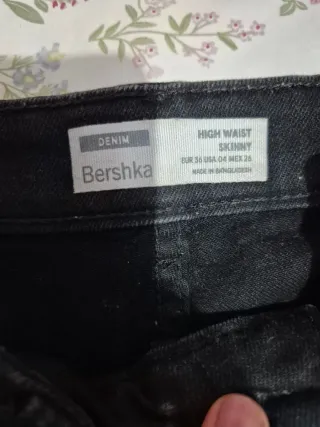 DENIM
Bershka
HIGH WAIST
SKINNY
EUR 36 USA 04 MEX 26
MADE IN BANGLADESH